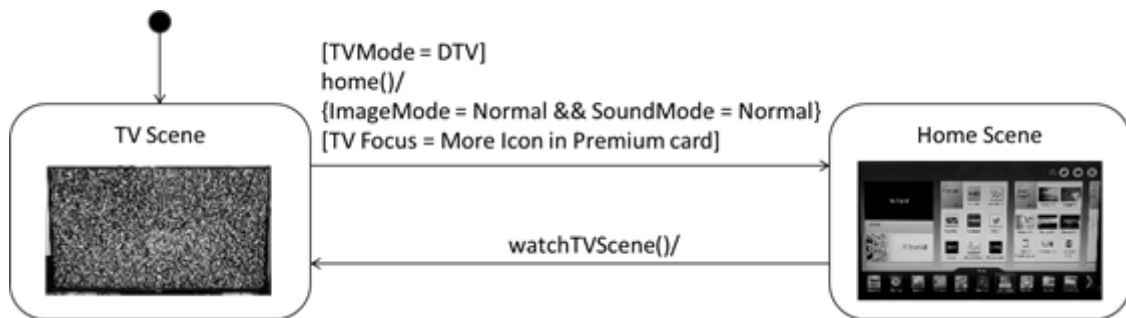 [TVMode = DTV]
home()/
{ImageMode = Normal && SoundMode = Normal}
[TV Focus = More Icon in Premium card]
TV Scene
Home Scene
watchTVScene()/